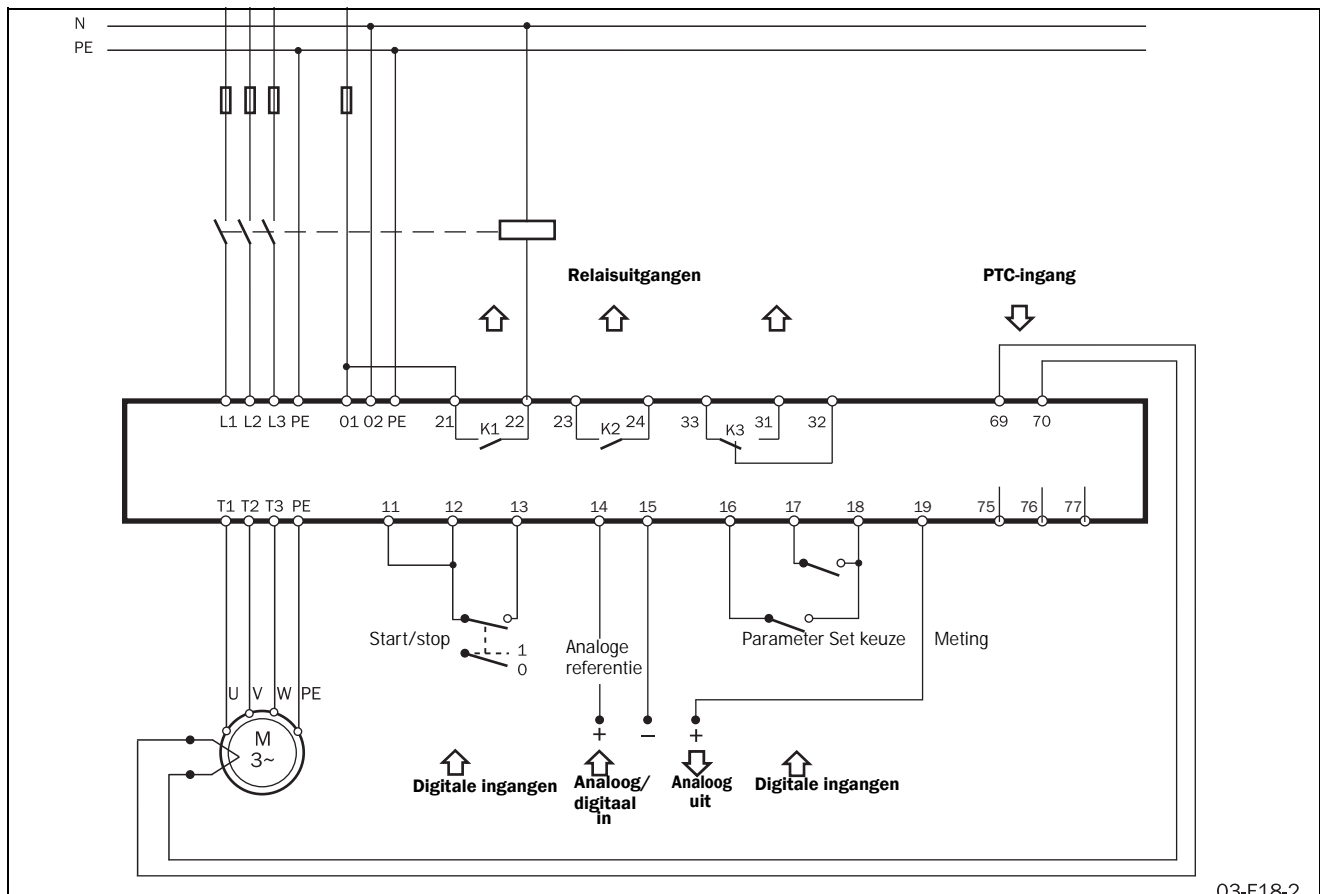 N
PE
Relaisuitgangen
PTC-ingang
L1 L2 L3 PE 01 02 PE 21 K1 22 23 K2 24 33 K3 31 32 69 70
T1 T2 T3 PE 11 12 13 14 15 16 17 18 19 75 76 77
Start/stop
1
0
Analoge
referentie
Parameter Set keuze
Meting
U V W PE
M
3~
+ – +
Digitale ingangen
Analoog/
digitaal
in
Analoog
uit
Digitale ingangen
03-F18-2